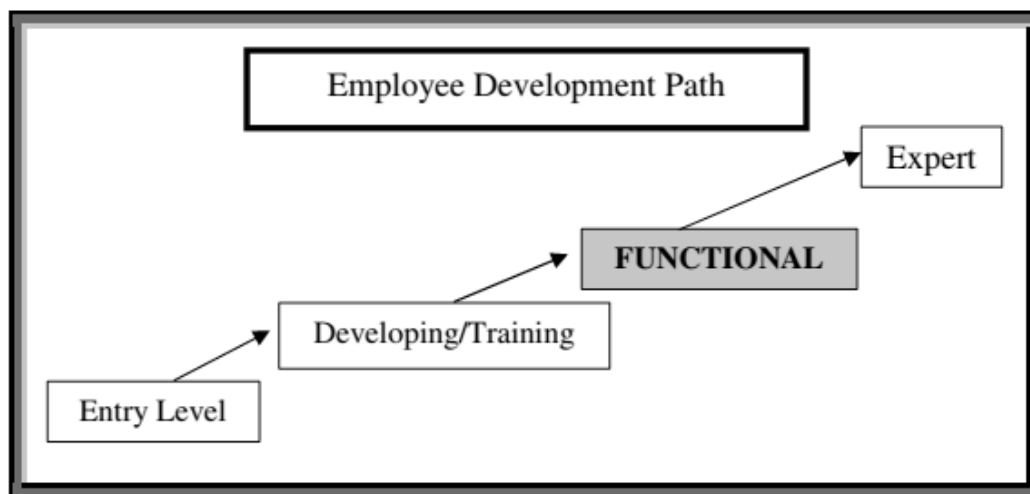 Employee Development Path
Expert
FUNCTIONAL
Developing/Training
Entry Level